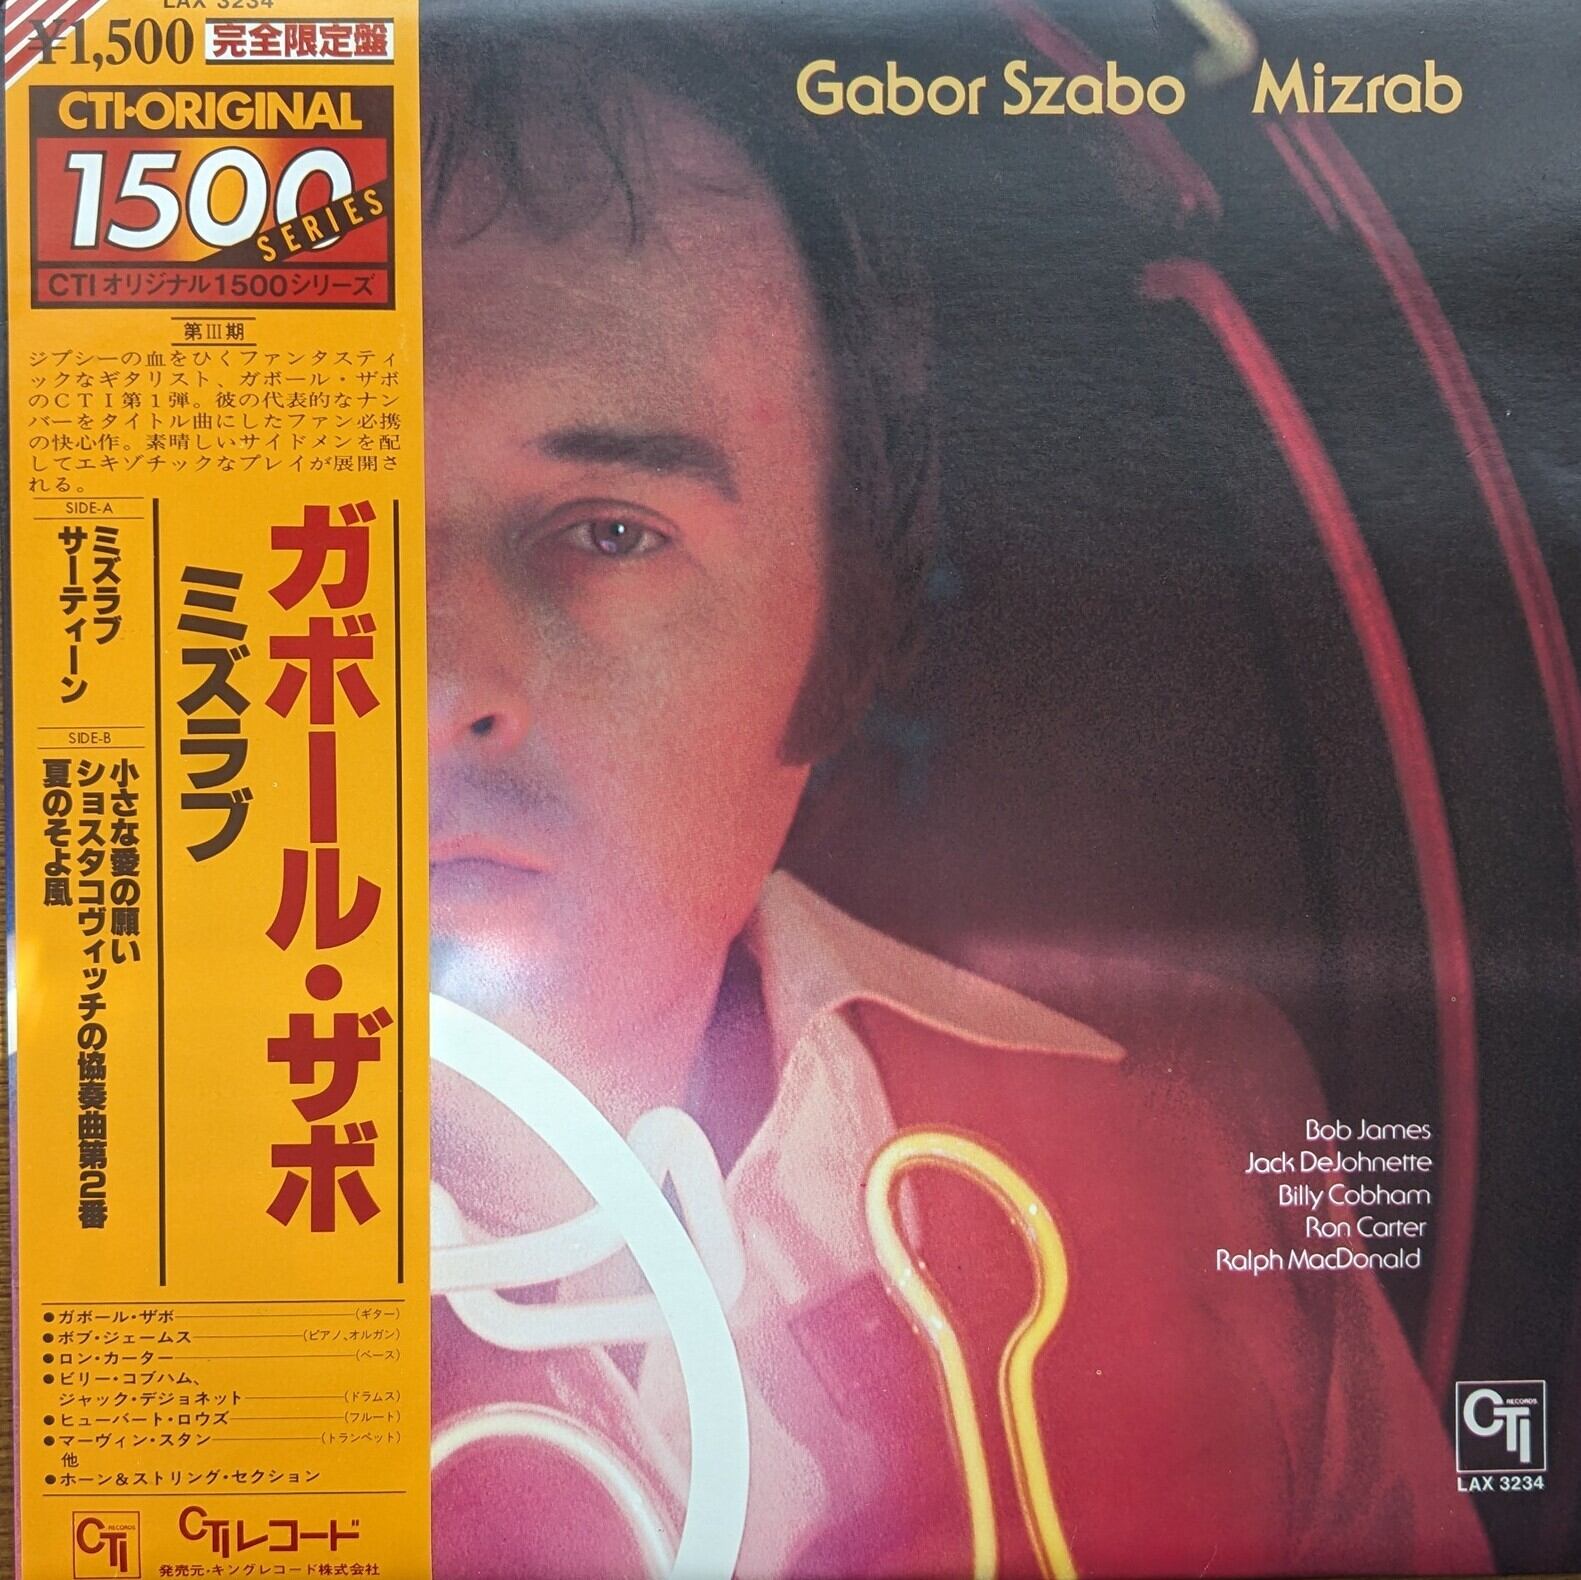 LAX 3234
¥1,500 完全限定盤
CTI・ORIGINAL
1500
SERIES
CTIオリジナル1500シリーズ
第III期
ジプシーの血をひくファンタスティ
ックなギタリスト、ガボール・ザボ
のCTI第1弾。彼の代表的なナン
バーをタイトル曲にしたファン必携
の快心作。素晴しいサイドメンを配
してエキゾチックなプレイが展開さ
れる。
ガボール・ザボ
ミズラブ
SIDE-A
ミズラブ
サーティーン
SIDE-B
小さな愛の願い
ショスタコヴィッチの協奏曲第2番
夏のそよ風
●ガボール・ザボ――(ギター)
●ボブ・ジェームス――(ピアノ、オルガン)
●ロン・カーター――(ベース)
●ビリー・コブハム、
ジャック・デジョネット――(ドラムス)
●ヒューバート・ロウズ――(フルート)
●マーヴィン・スタン――(トランペット)
他
●ホーン&ストリング・セクション
CTI RECORDS
CTIレコード
発売元・キングレコード株式会社
Gabor Szabo Mizrab
Bob James
Jack DeJohnette
Billy Cobham
Ron Carter
Ralph MacDonald
CTI RECORDS
LAX 3234